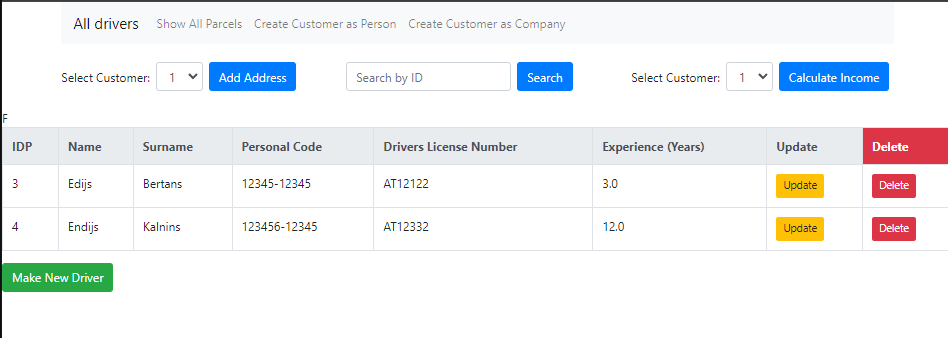 All drivers Show All Parcels Create Customer as Person Create Customer as Company
Select Customer: 1 Add Address Search by ID Search Select Customer: 1 Calculate Income
F
IDP Name Surname Personal Code Drivers License Number Experience (Years) Update Delete
3 Edijs Bertans 12345-12345 AT12122 3.0 Update Delete
4 Endijs Kalnins 123456-12345 AT12332 12.0 Update Delete
Make New Driver